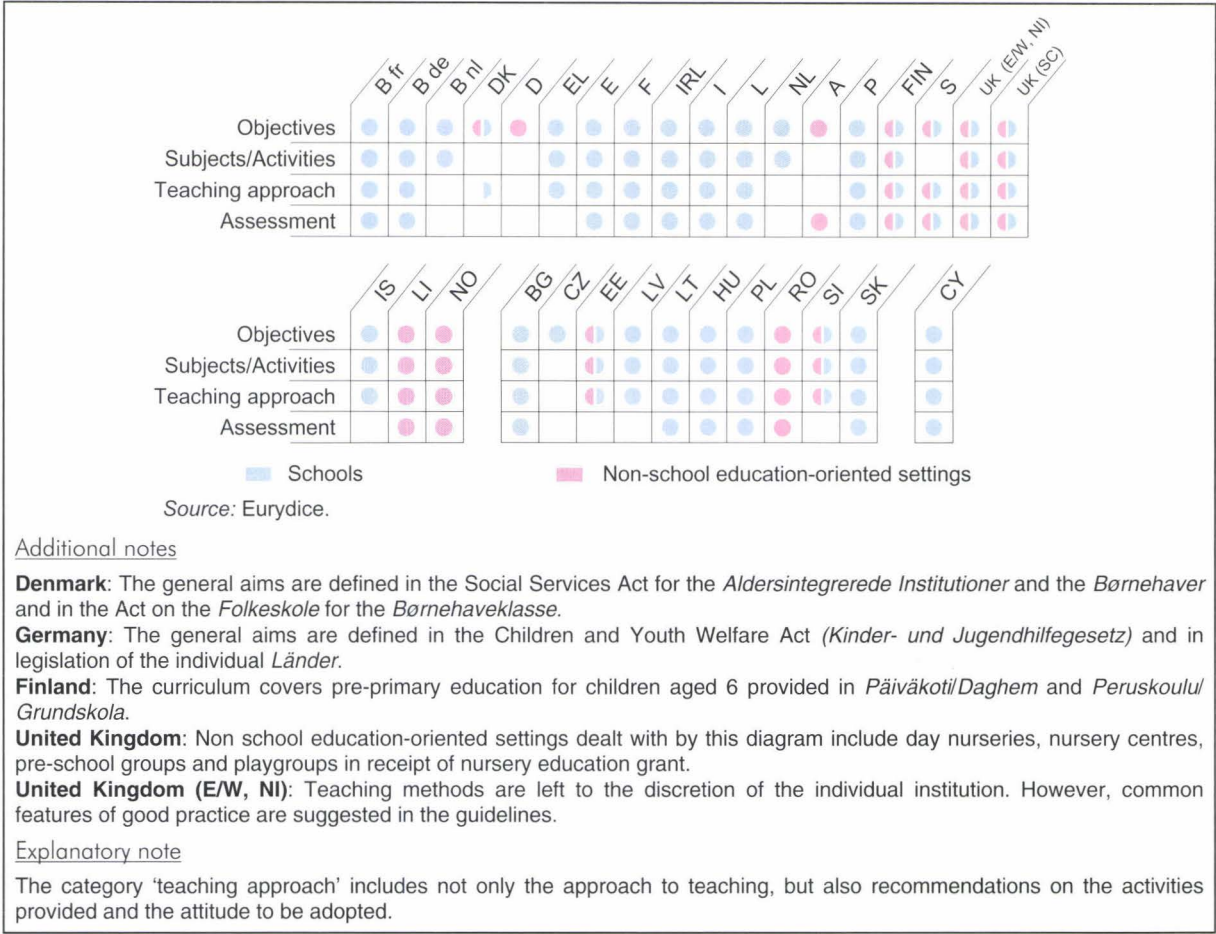 B fr B de B nl DK D EL E F IRL I L NL A P FIN S UK (E/W, NI) UK (SC)
Objectives
Subjects/Activities
Teaching approach
Assessment
IS LI NO BG CZ EE LV LT HU PL RO SI SK CY
Objectives
Subjects/Activities
Teaching approach
Assessment
Schools Non-school education-oriented settings
Source: Eurydice.
Additional notes
Denmark: The general aims are defined in the Social Services Act for the Aldersintegrerede Institutioner and the Børnehaver
and in the Act on the Folkeskole for the Børnehaveklasse.
Germany: The general aims are defined in the Children and Youth Welfare Act (Kinder- und Jugendhilfegesetz) and in
legislation of the individual Länder.
Finland: The curriculum covers pre-primary education for children aged 6 provided in Päiväkoti/Daghem and Peruskoulu/
Grundskola.
United Kingdom: Non school education-oriented settings dealt with by this diagram include day nurseries, nursery centres,
pre-school groups and playgroups in receipt of nursery education grant.
United Kingdom (E/W, NI): Teaching methods are left to the discretion of the individual institution. However, common
features of good practice are suggested in the guidelines.
Explanatory note
The category 'teaching approach' includes not only the approach to teaching, but also recommendations on the activities
provided and the attitude to be adopted.